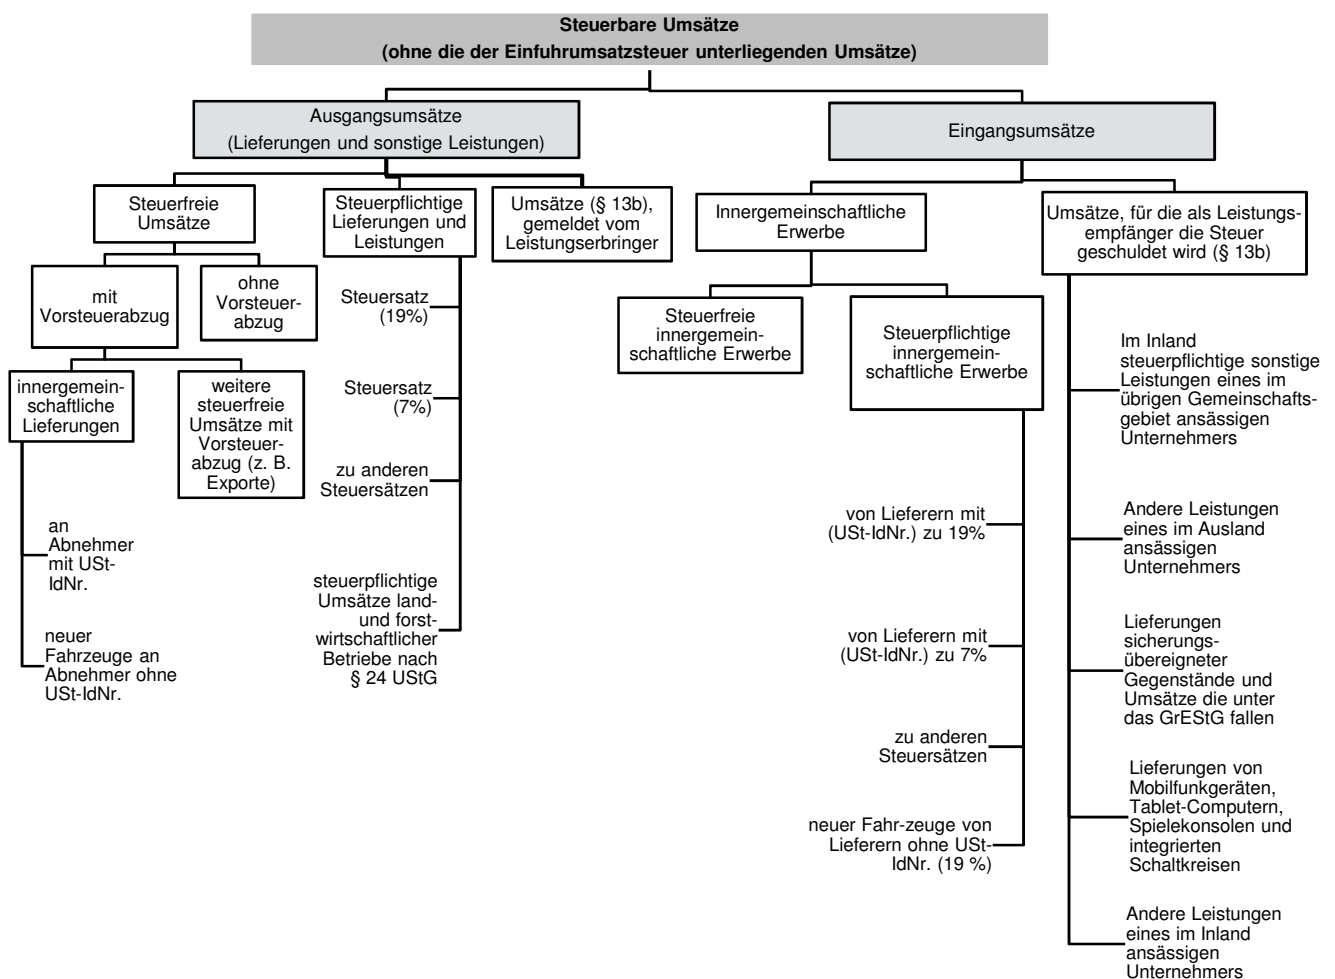 Steuerbare Umsätze
(ohne die der Einfuhrumsatzsteuer unterliegenden Umsätze)
Ausgangsumsätze
(Lieferungen und sonstige Leistungen)
Eingangsumsätze
Steuerfreie
Umsätze
Steuerpflichtige
Lieferungen und
Leistungen
Umsätze (§ 13b),
gemeldet vom
Leistungserbringer
Innergemeinschaftliche
Erwerbe
Umsätze, für die als Leistungs-
empfänger die Steuer
geschuldet wird (§ 13b)
mit
Vorsteuerabzug
ohne
Vorsteuer-
abzug
innergemein-
schaftliche
Lieferungen
weitere
steuerfreie
Umsätze mit
Vorsteuer-
abzug (z. B.
Exporte)
an
Abnehmer
mit USt-
IdNr.
neuer
Fahrzeuge an
Abnehmer ohne
USt-IdNr.
Steuersatz
(19%)
Steuersatz
(7%)
zu anderen
Steuersätzen
steuerpflichtige
Umsätze land-
und forst-
wirtschaftlicher
Betriebe nach
§ 24 UStG
Steuerfreie
innergemein-
schaftliche Erwerbe
Steuerpflichtige
innergemein-
schaftliche Erwerbe
von Lieferern mit
(USt-IdNr.) zu 19%
von Lieferern mit
(USt-IdNr.) zu 7%
zu anderen
Steuersätzen
neuer Fahr-zeuge von
Lieferern ohne USt-
IdNr. (19 %)
Im Inland
steuerpflichtige sonstige
Leistungen eines im
übrigen Gemeinschafts-
gebiet ansässigen
Unternehmers
Andere Leistungen
eines im Ausland
ansässigen
Unternehmers
Lieferungen
sicherungs-
übereigneter
Gegenstände und
Umsätze die unter
das GrEStG fallen
Lieferungen von
Mobilfunkgeräten,
Tablet-Computern,
Spielekonsolen und
integrierten
Schaltkreisen
Andere Leistungen
eines im Inland
ansässigen
Unternehmers